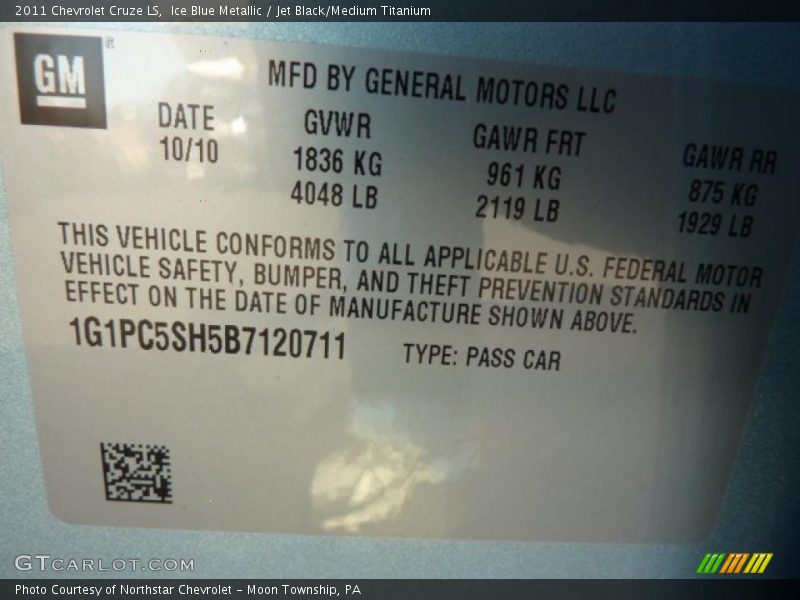 2011 Chevrolet Cruze LS, Ice Blue Metallic / Jet Black/Medium Titanium
GM ®
MFD BY GENERAL MOTORS LLC
DATE GVWR GAWR FRT GAWR RR
10/10 1836 KG 961 KG 875 KG
4048 LB 2119 LB 1929 LB
THIS VEHICLE CONFORMS TO ALL APPLICABLE U.S. FEDERAL MOTOR
VEHICLE SAFETY, BUMPER, AND THEFT PREVENTION STANDARDS IN
EFFECT ON THE DATE OF MANUFACTURE SHOWN ABOVE.
1G1PC5SH5B7120711 TYPE: PASS CAR
GTCARLOT.COM
Photo Courtesy of Northstar Chevrolet - Moon Township, PA